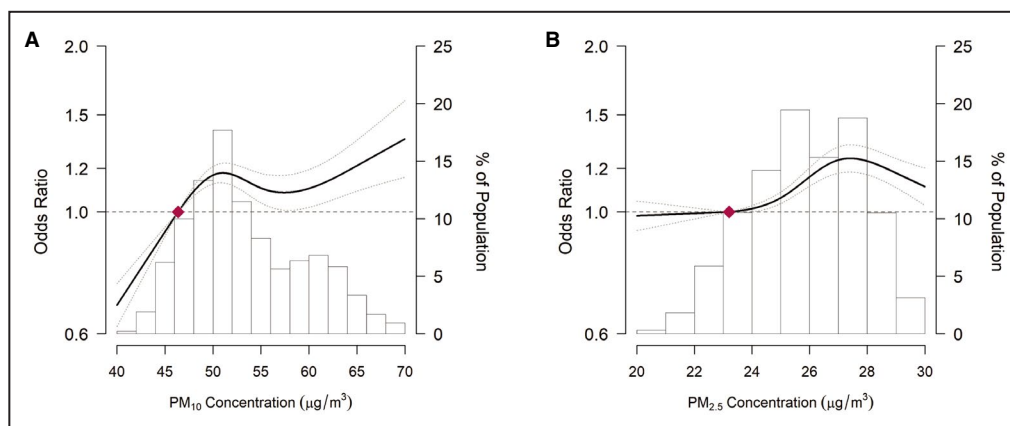 A
2.0
1.5
1.2
1.0
0.6
Odds Ratio
25
20
15
10
5
0
% of Population
40 45 50 55 60 65 70
PM₁₀ Concentration (μg/m³)
B
2.0
1.5
1.2
1.0
0.6
Odds Ratio
25
20
15
10
5
0
% of Population
20 22 24 26 28 30
PM₂.₅ Concentration (μg/m³)